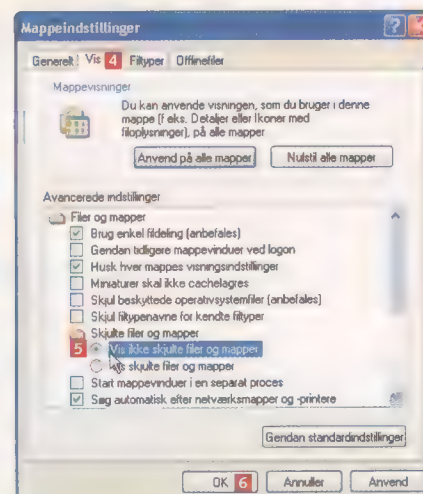 Mappeindstillinger
Generelt Vis 4 Filtyper Offlinefiler
Mappevisninger
Du kan anvende visningen, som du bruger i denne
mappe (f eks. Detaljer eller Ikoner med
filoplysninger), på alle mapper
Anvend på alle mapper Nulstil alle mapper
Avancerede indstillinger
Filer og mapper
Brug enkel fildeling (anbefales)
Gendan tidligere mappevinduer ved logon
Husk hver mappes visningsindstillinger
Miniaturer skal ikke cachelagres
Skjul beskyttede operativsystemfiler (anbefales)
Skjul filtypenavne for kendte filtyper
Skjulte filer og mapper
5 Vis ikke skjulte filer og mapper
Vis skjulte filer og mapper
Start mappevinduer i en separat proces
Søg automatisk efter netværksmapper og -printere
Gendan standardindstillinger
OK 6 Annuller Anvend